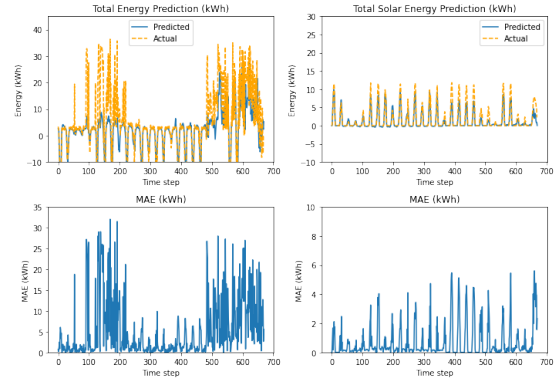 Total Energy Prediction (kWh)
Predicted
Actual
Energy (kWh)
40
30
20
10
0
−10
0 100 200 300 400 500 600 700
Time step
Total Solar Energy Prediction (kWh)
Predicted
Actual
Energy (kWh)
30
25
20
15
10
5
0
−5
−10
0 100 200 300 400 500 600 700
Time step
MAE (kWh)
MAE (kWh)
35
30
25
20
15
10
5
0
0 100 200 300 400 500 600 700
Time step
MAE (kWh)
MAE (kWh)
10
8
6
4
2
0
0 100 200 300 400 500 600 700
Time step